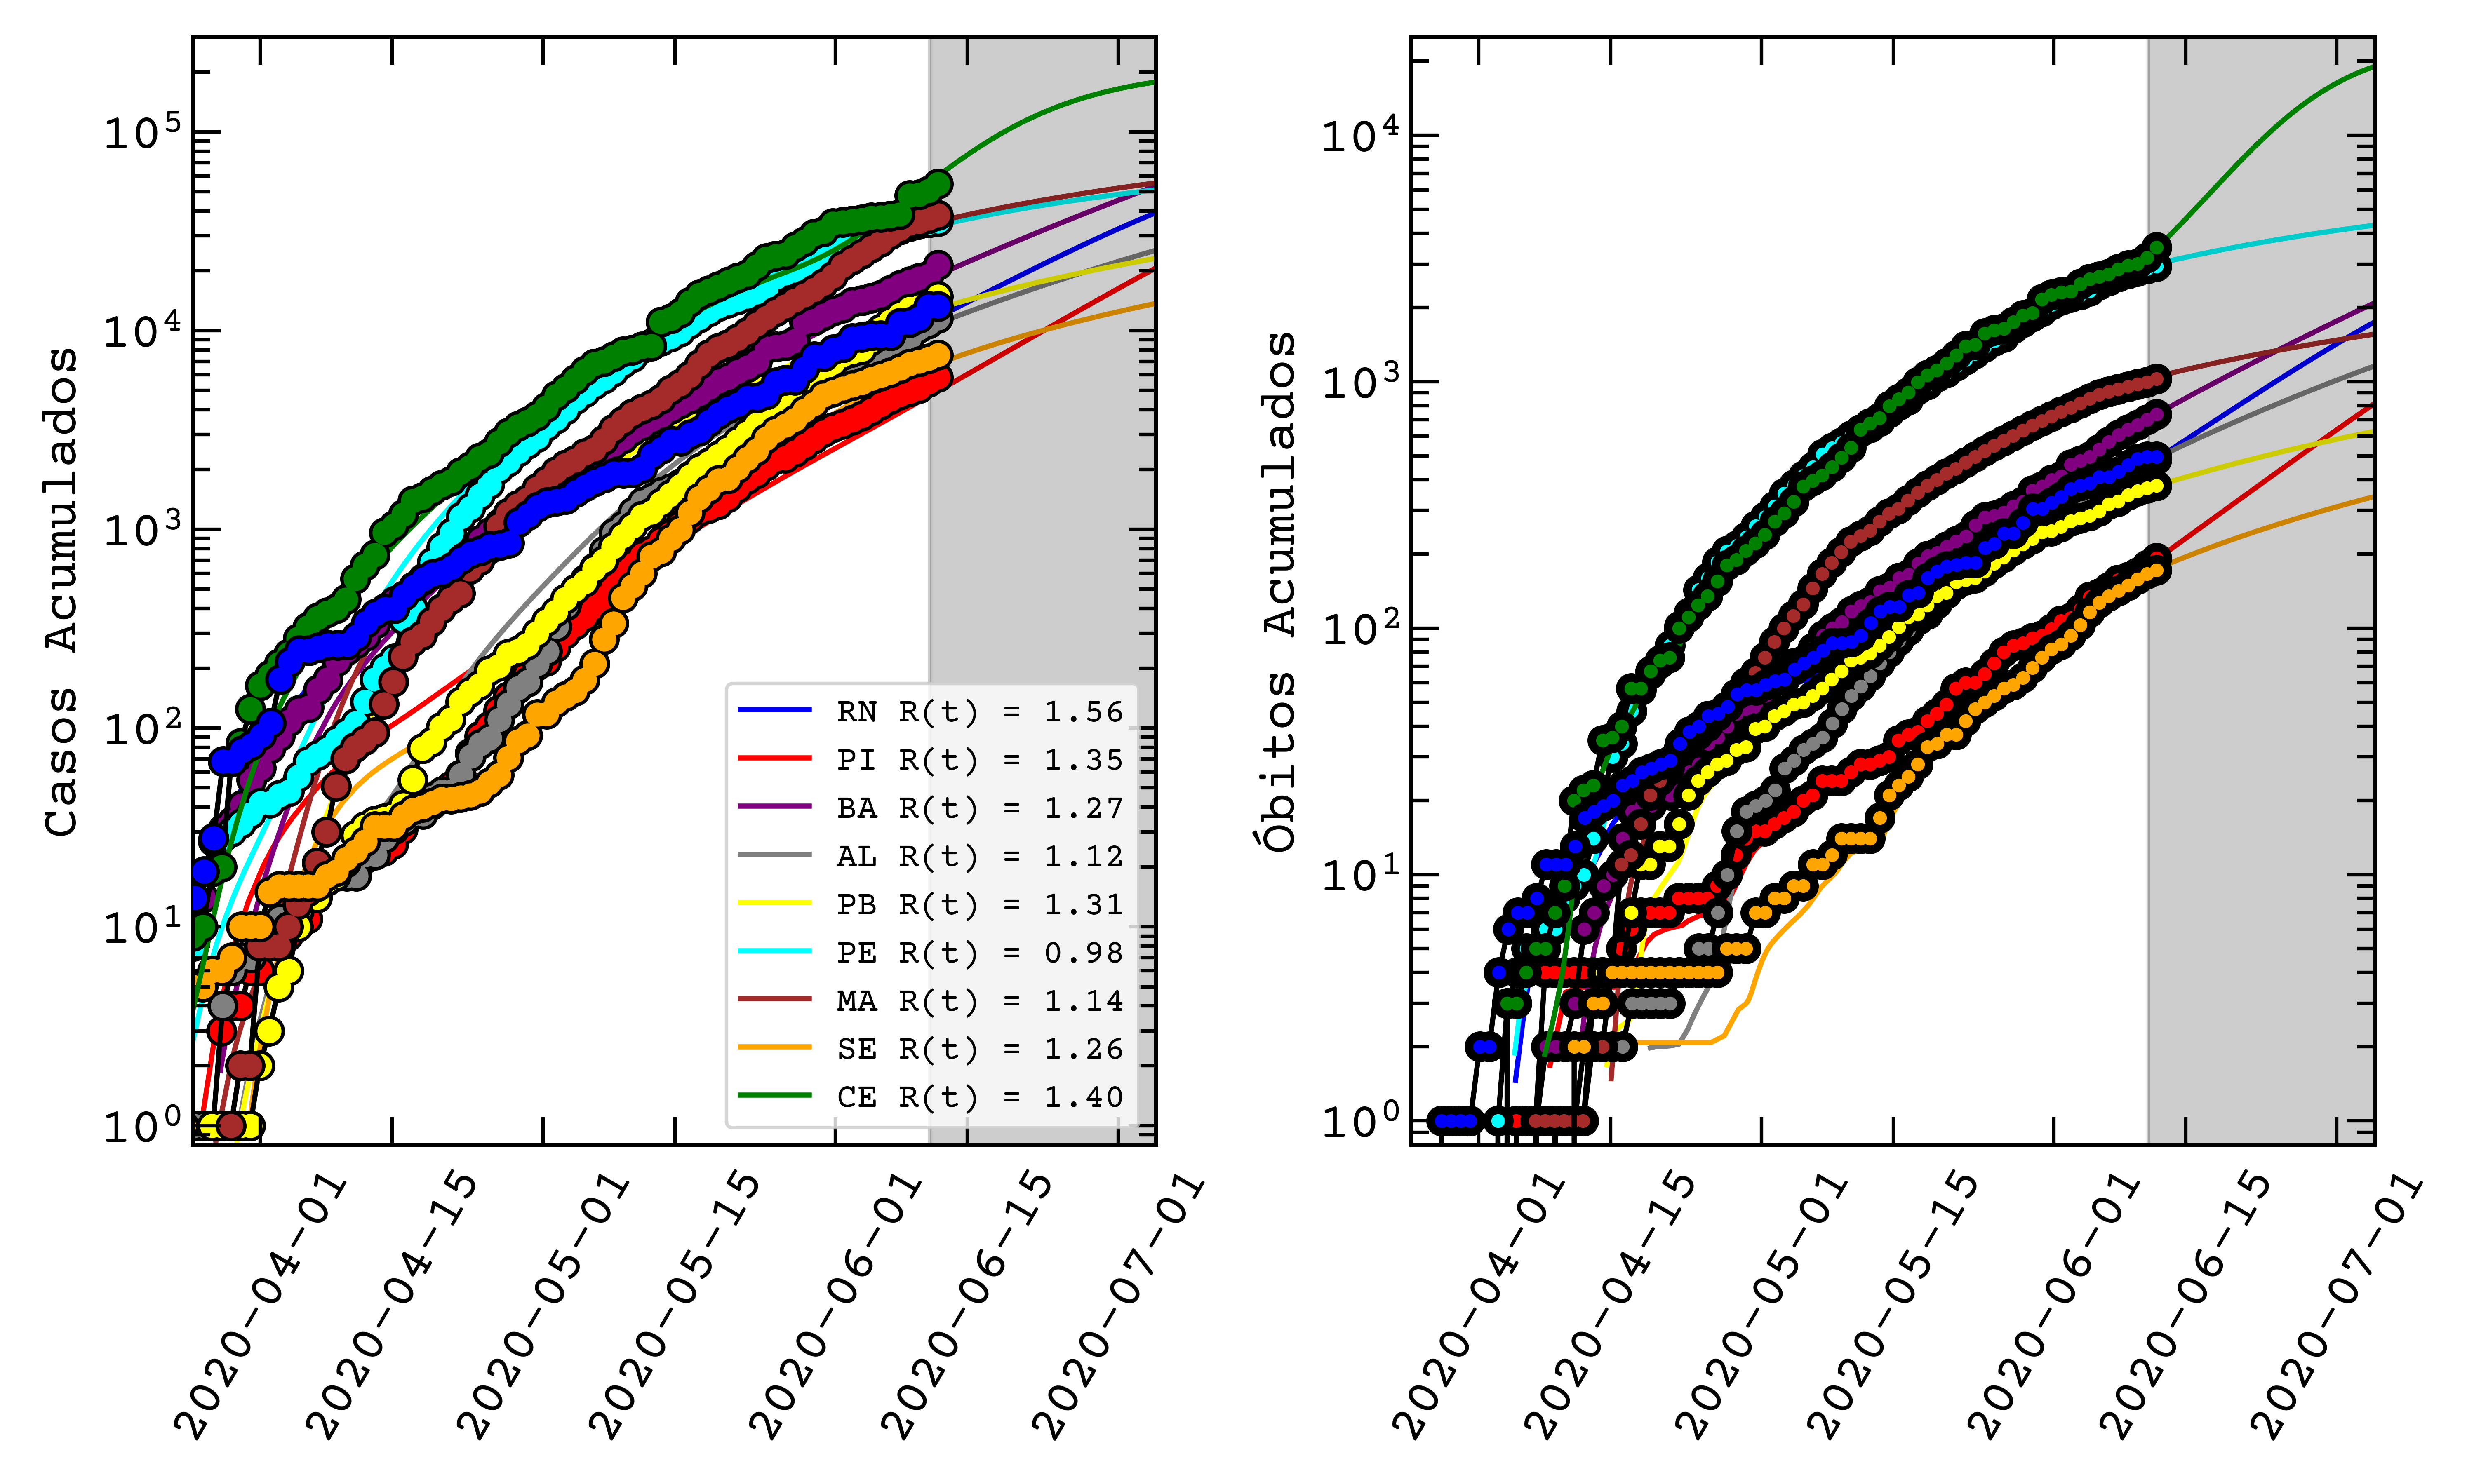 Casos Acumulados
10^5
10^4
10^3
10^2
10^1
10^0
2020-04-01
2020-04-15
2020-05-01
2020-05-15
2020-06-01
2020-06-15
2020-07-01
RN R(t) = 1.56
PI R(t) = 1.35
BA R(t) = 1.27
AL R(t) = 1.12
PB R(t) = 1.31
PE R(t) = 0.98
MA R(t) = 1.14
SE R(t) = 1.26
CE R(t) = 1.40
Óbitos Acumulados
10^4
10^3
10^2
10^1
10^0
2020-04-01
2020-04-15
2020-05-01
2020-05-15
2020-06-01
2020-06-15
2020-07-01